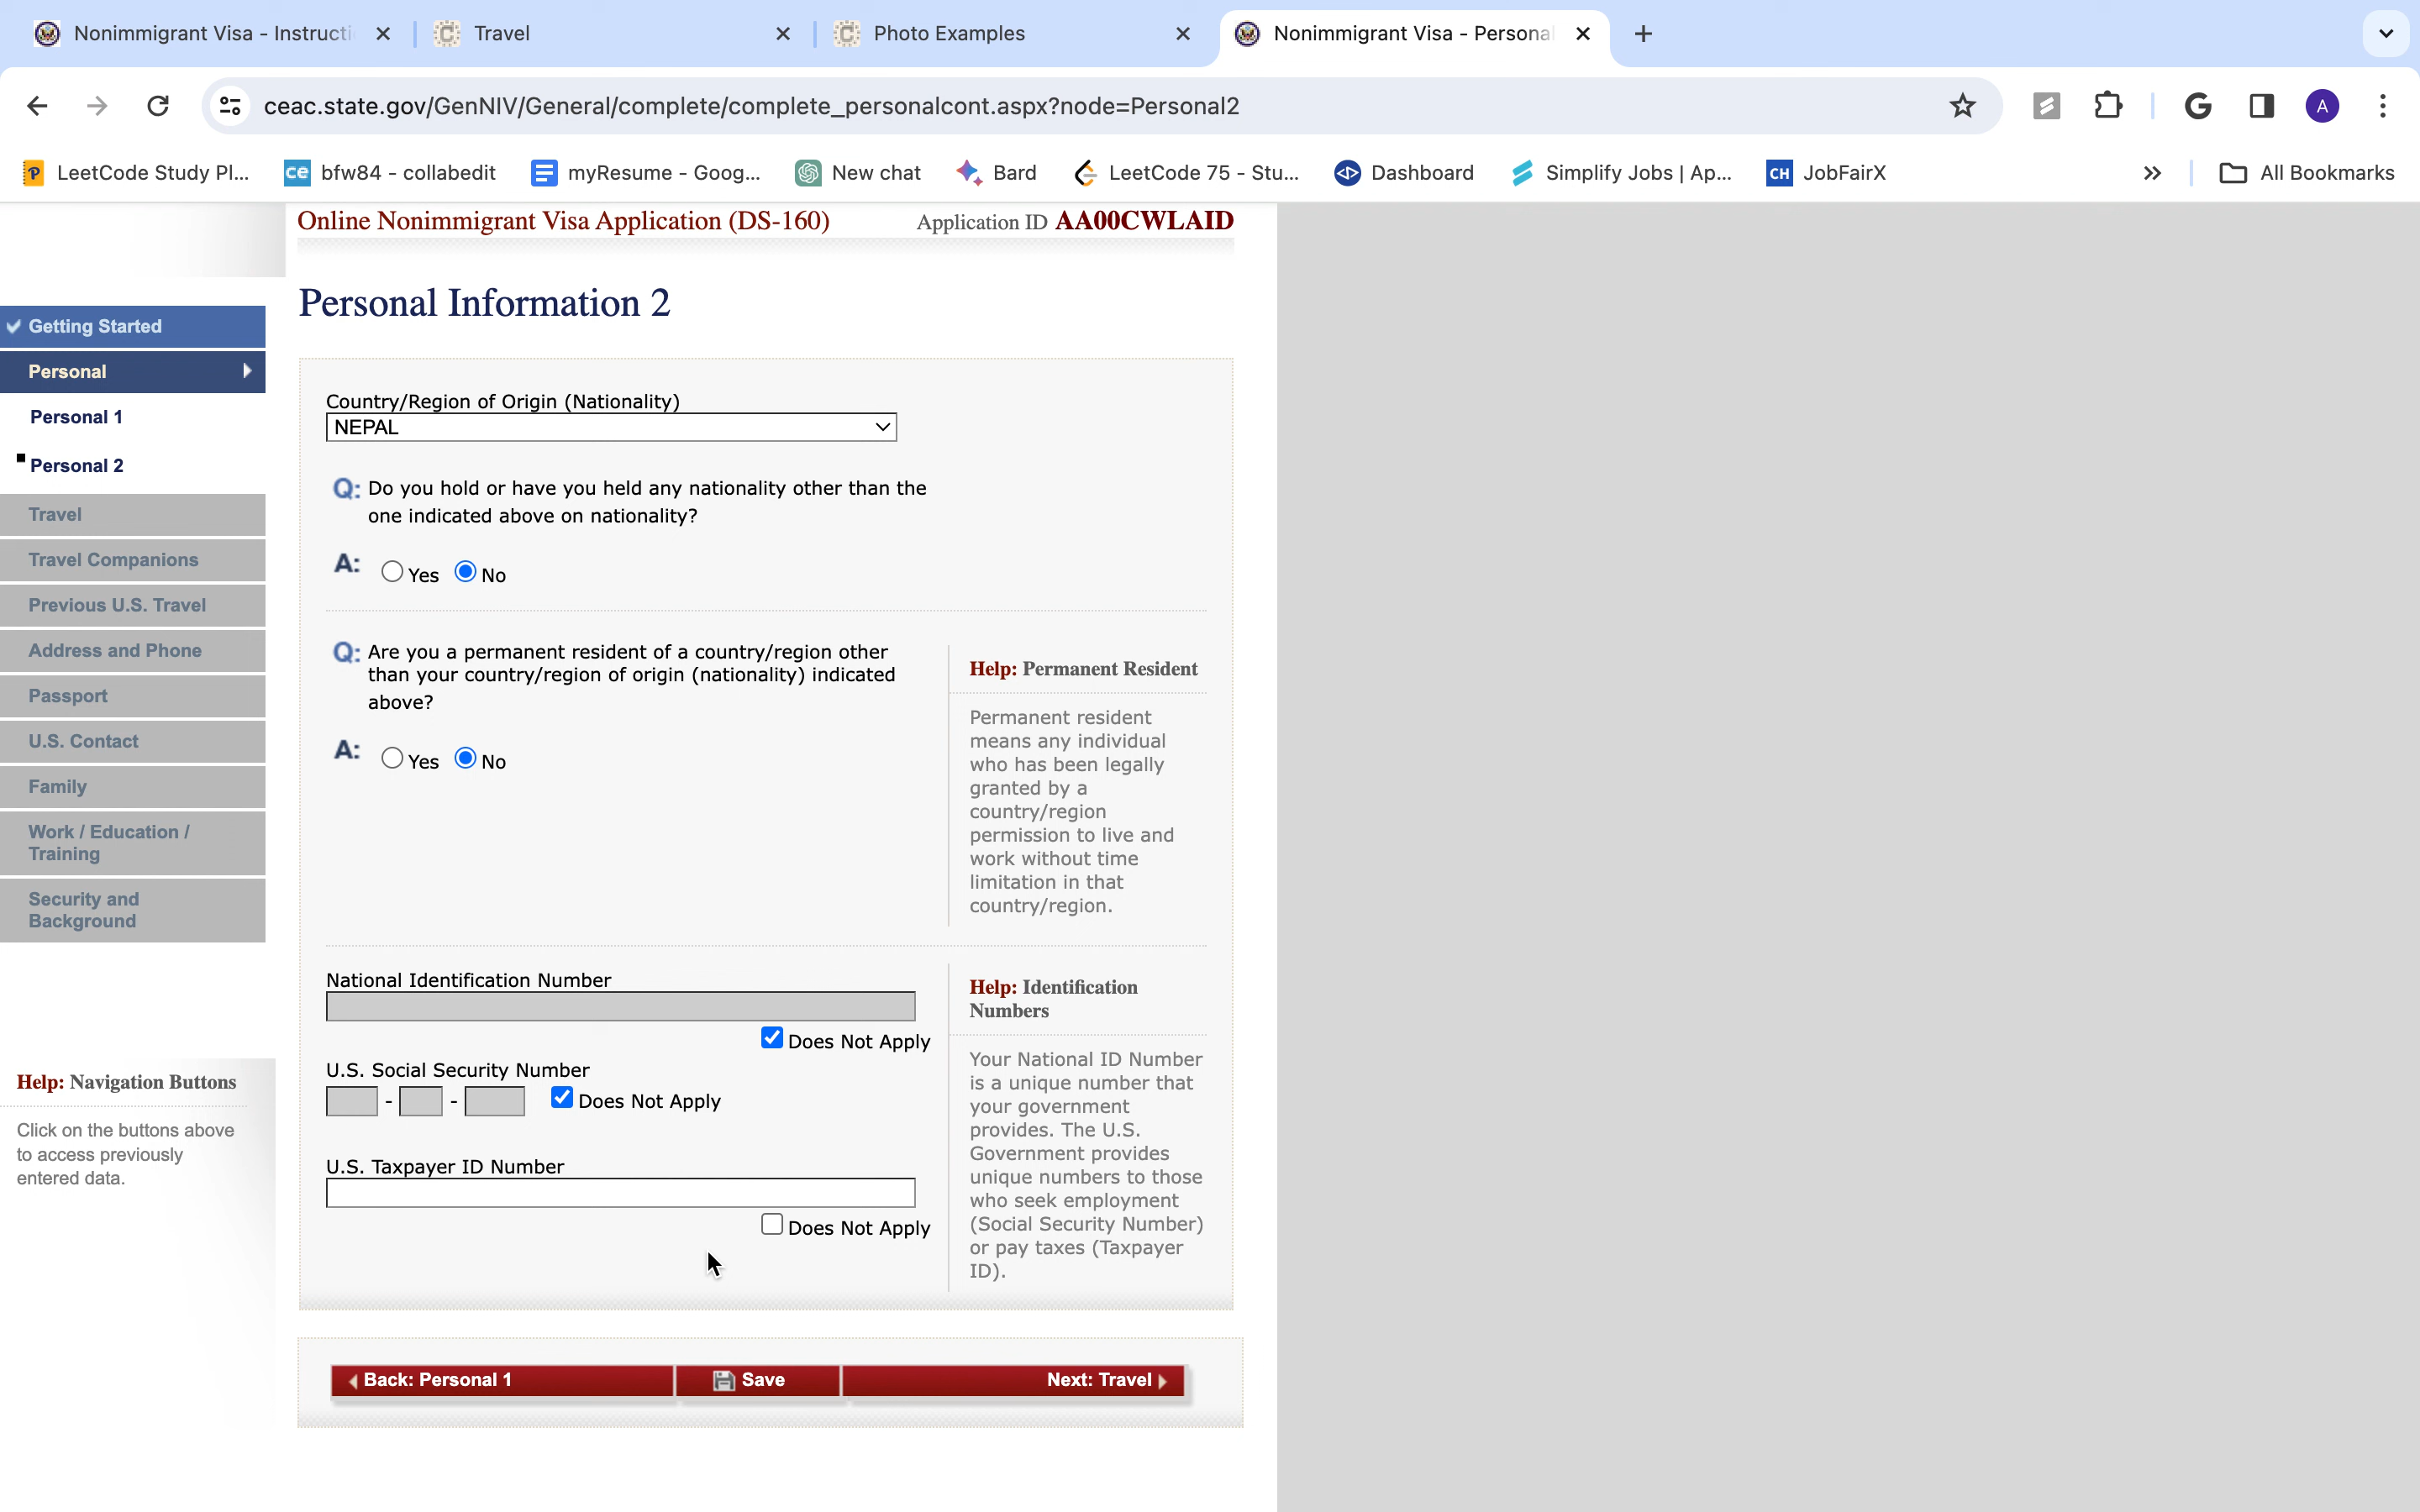 Nonimmigrant Visa - Instructi
Travel
Photo Examples
Nonimmigrant Visa - Persona
ceac.state.gov/GenNIV/General/complete/complete_personalcont.aspx?node=Personal2
A
LeetCode Study Pl...
ce bfw84 - collabedit
myResume - Goog...
New chat
Bard
LeetCode 75 - Stu...
Dashboard
Simplify Jobs | Ap...
CH JobFairX
All Bookmarks
Online Nonimmigrant Visa Application (DS-160)
Application ID AA00CWLAID
Personal Information 2
Getting Started
Personal
Personal 1
Personal 2
Travel
Travel Companions
Previous U.S. Travel
Address and Phone
Passport
U.S. Contact
Family
Work / Education /
Training
Security and
Background
Help: Navigation Buttons
Click on the buttons above
to access previously
entered data.
Country/Region of Origin (Nationality)
NEPAL
Q: Do you hold or have you held any nationality other than the
one indicated above on nationality?
A: Yes No
Q: Are you a permanent resident of a country/region other
than your country/region of origin (nationality) indicated
above?
A: Yes No
Help: Permanent Resident
Permanent resident
means any individual
who has been legally
granted by a
country/region
permission to live and
work without time
limitation in that
country/region.
National Identification Number
Does Not Apply
U.S. Social Security Number
- - Does Not Apply
U.S. Taxpayer ID Number
Does Not Apply
Help: Identification
Numbers
Your National ID Number
is a unique number that
your government
provides. The U.S.
Government provides
unique numbers to those
who seek employment
(Social Security Number)
or pay taxes (Taxpayer
ID).
Back: Personal 1
Save
Next: Travel